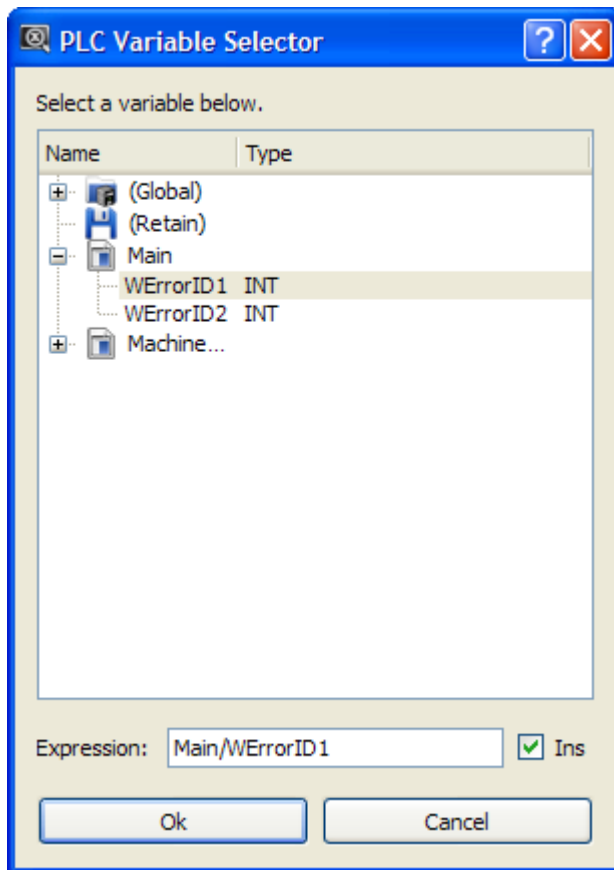 PLC Variable Selector
Select a variable below.
Name Type
(Global)
(Retain)
Main
WErrorID1 INT
WErrorID2 INT
Machine...
Expression: Main/WErrorID1 Ins
Ok Cancel